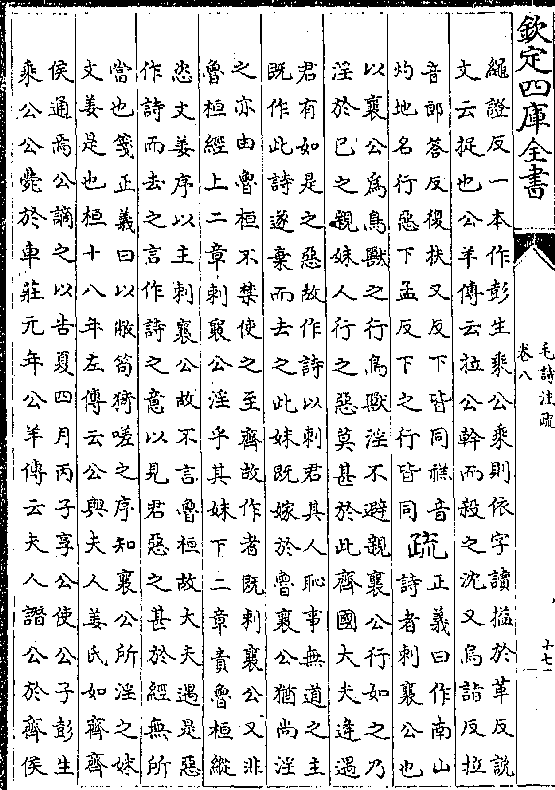 欽定四庫全書
毛詩注疏
卷八
十七
繩證反一本作彭生乘公乘則依字讀搚於革反說
文云捉也公羊傳云拉公幹而殺之沈又烏詣反拉
音郎荅反復扶又反下皆同禚音
灼地名行惡下孟反下之行皆同
疏
正義曰作南山
詩者刺襄公也
以襄公為鳥獸之行鳥獸淫不避親襄公行如之乃
淫於已之親妹人行之惡莫甚於此齊國大夫逢遇
君有如是之惡故作詩以刺君其人恥事無道之主
既作此詩遂棄而去之此妹既嫁於魯襄公猶尚淫
之亦由魯桓不禁使之至齊故作者既刺襄公又非
魯桓經上二章刺襄公淫乎其妹下二章責魯桓縱
恣文姜序以主刺襄公故不言魯桓故大夫遇是惡
作詩而去之言作詩之意以見君惡之甚於經無所
當也箋正義曰以敝笱猗嗟之序知襄公所淫之妹
文姜是也桓十八年左傳云公與夫人姜氏如齊齊
侯通焉公謫之以告夏四月丙子享公使公子彭生
乘公公薨於車莊元年公羊傳云夫人譖公於齊侯